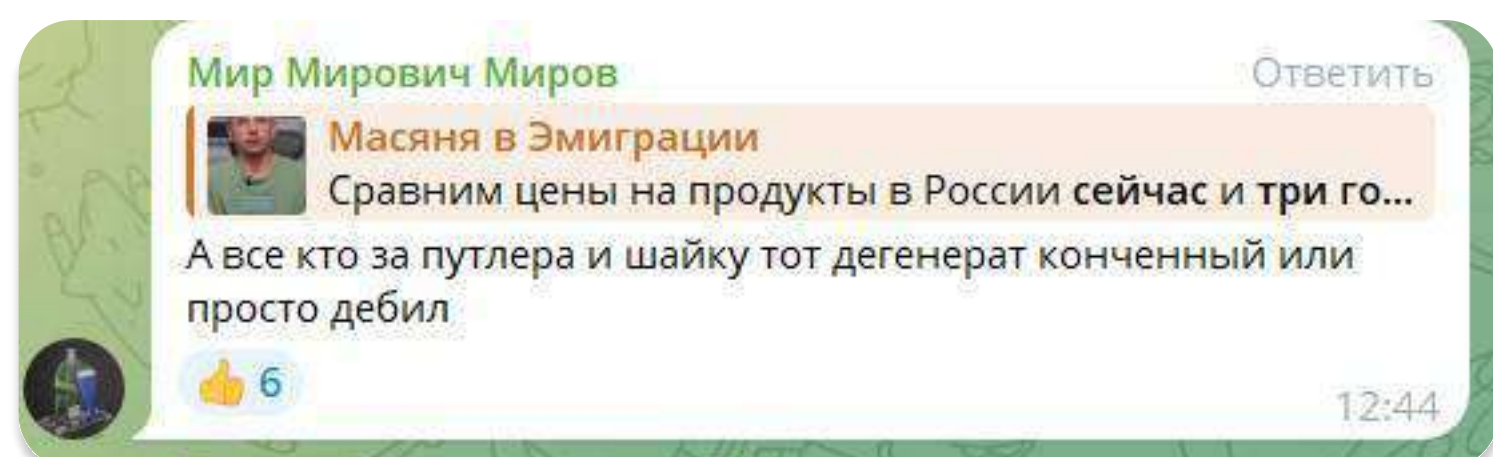 Мир Мирович Миров
Ответить
Масяня в Эмиграции
Сравним цены на продукты в России сейчас и три го...
А все кто за путлера и шайку тот дегенерат конченный или
просто дебил
👍 6
12:44